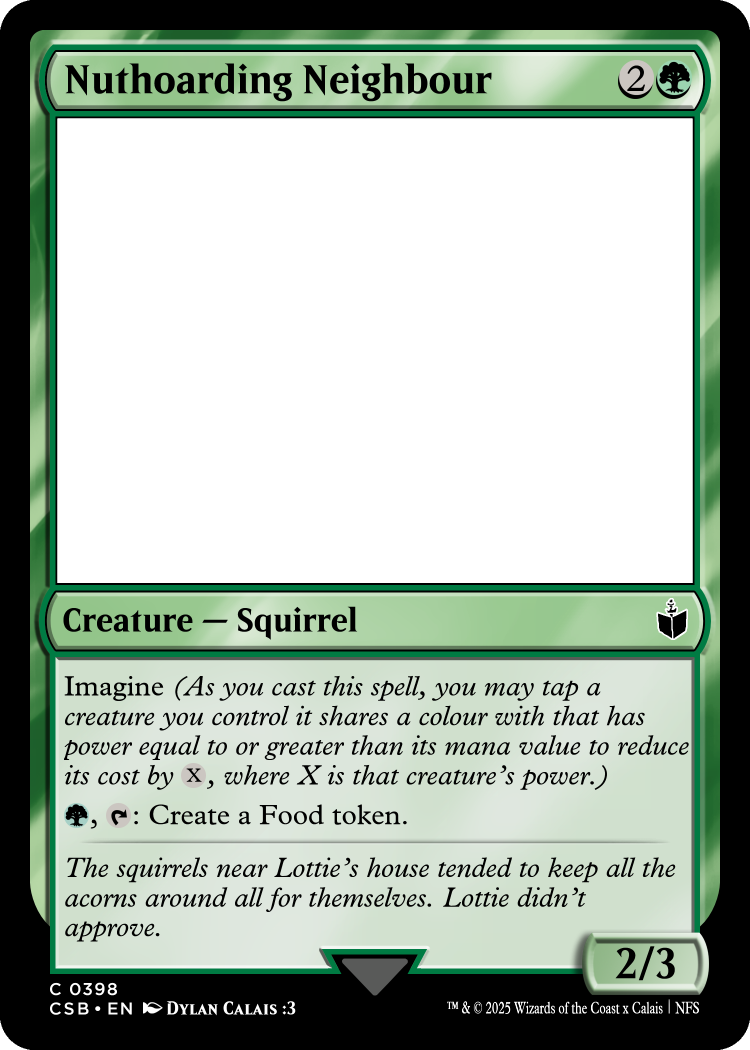 Nuthoarding Neighbour 2
Creature — Squirrel
Imagine (As you cast this spell, you may tap a
creature you control it shares a colour with that has
power equal to or greater than its mana value to reduce
its cost by X, where X is that creature's power.)
, : Create a Food token.
The squirrels near Lottie's house tended to keep all the
acorns around all for themselves. Lottie didn't
approve.
2/3
C 0398
CSB • EN Dylan Calais :3
™ & © 2025 Wizards of the Coast x Calais | NFS